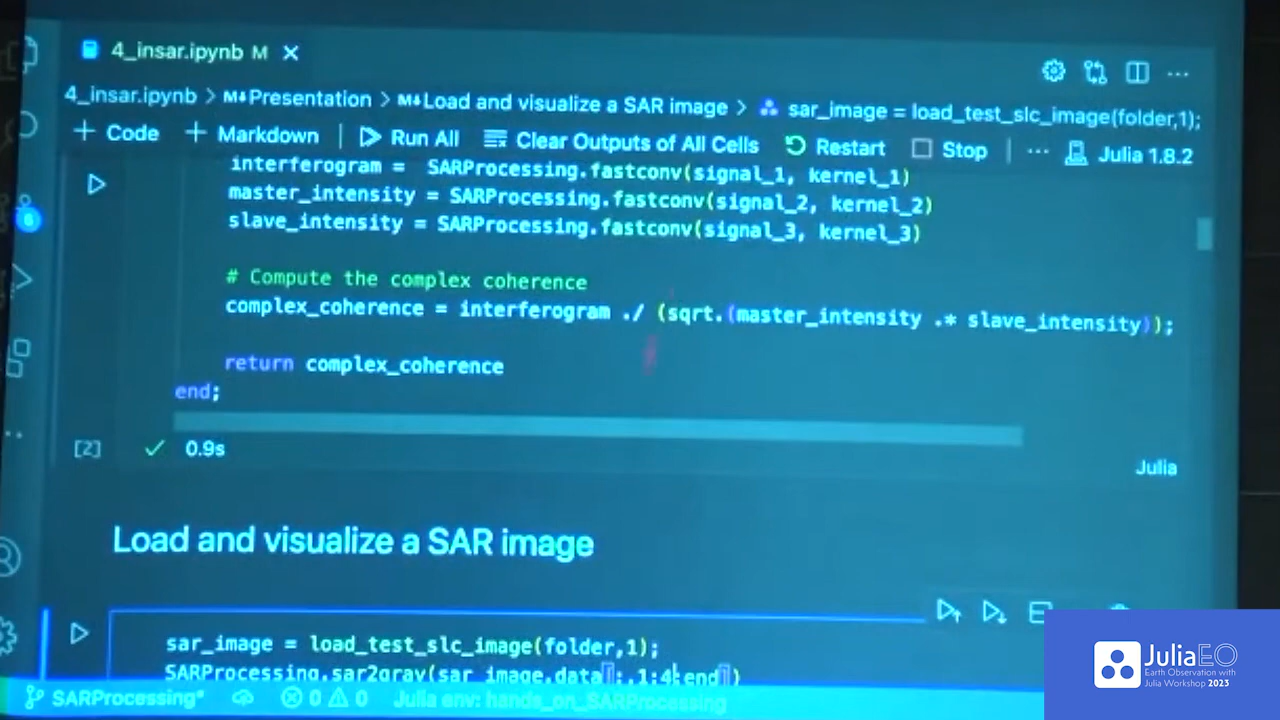 4_insar.ipynb M ×
4_insar.ipynb > M↓Presentation > M↓Load and visualize a SAR image > sar_image = load_test_slc_image(folder,1);
+ Code + Markdown | Run All Clear Outputs of All Cells Restart Stop | ... Julia 1.8.2
interferogram = SARProcessing.fastconv(signal_1, kernel_1)
master_intensity = SARProcessing.fastconv(signal_2, kernel_2)
slave_intensity = SARProcessing.fastconv(signal_3, kernel_3)
6
# Compute the complex coherence
complex_coherence = interferogram ./ (sqrt.(master_intensity .* slave_intensity));
return complex_coherence
end;
[2] ✓ 0.9s
Julia
Load and visualize a SAR image
sar_image = load_test_slc_image(folder,1);
SARProcessing.sar2gray(sar_image.data[:,1:4:end]')
SARProcessing* 0 0 Julia env: hands_on_SARProcessing
JuliaEO
Earth Observation with
Julia Workshop 2023